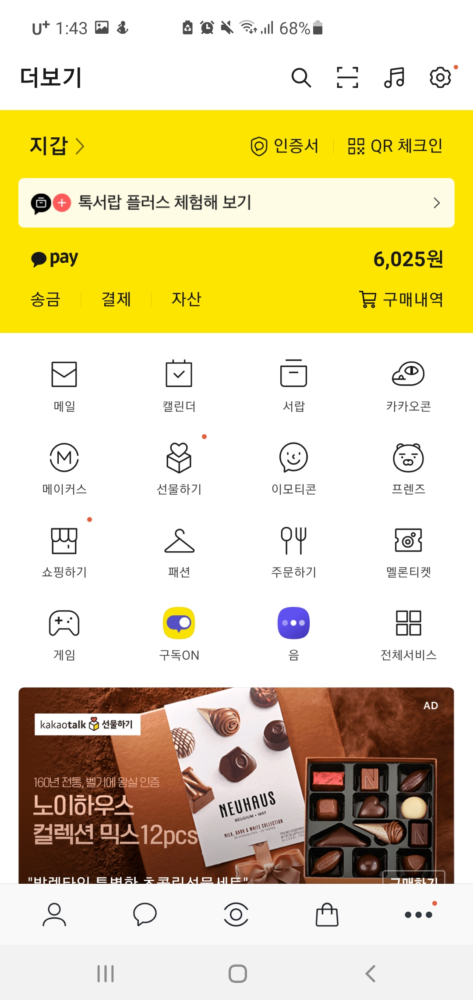 U+ 1:43 68%
더보기
지갑 인증서 QR 체크인
톡서랍 플러스 체험해 보기
pay 6,025원
송금 결제 자산 구매내역
메일 캘린더 서랍 카카오콘
메이커스 선물하기 이모티콘 프렌즈
쇼핑하기 패션 주문하기 멜론티켓
게임 구독ON 음 전체서비스
AD
kakaotalk 선물하기
160년 전통, 벨기에 왕실 인증
노이하우스
컬렉션 믹스12pcs
NEUHAUS
BELGIUM • 1857
MILK, DARK & WHITE COLLECTION
"발렌타인 특별한 초콜릿선물세트"
구매하기